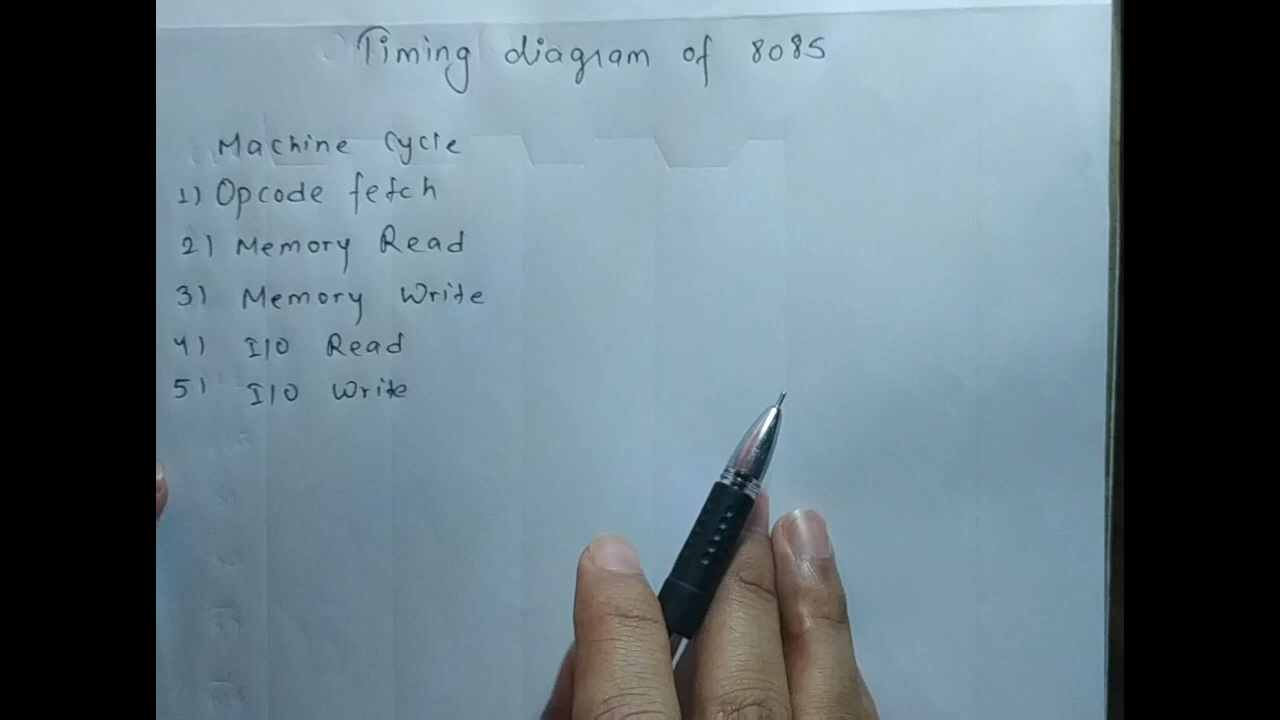 Timing diagram of 8085
Machine Cycle
1) Opcode fetch
2) Memory Read
3) Memory Write
4) I/O Read
5) I/O Write